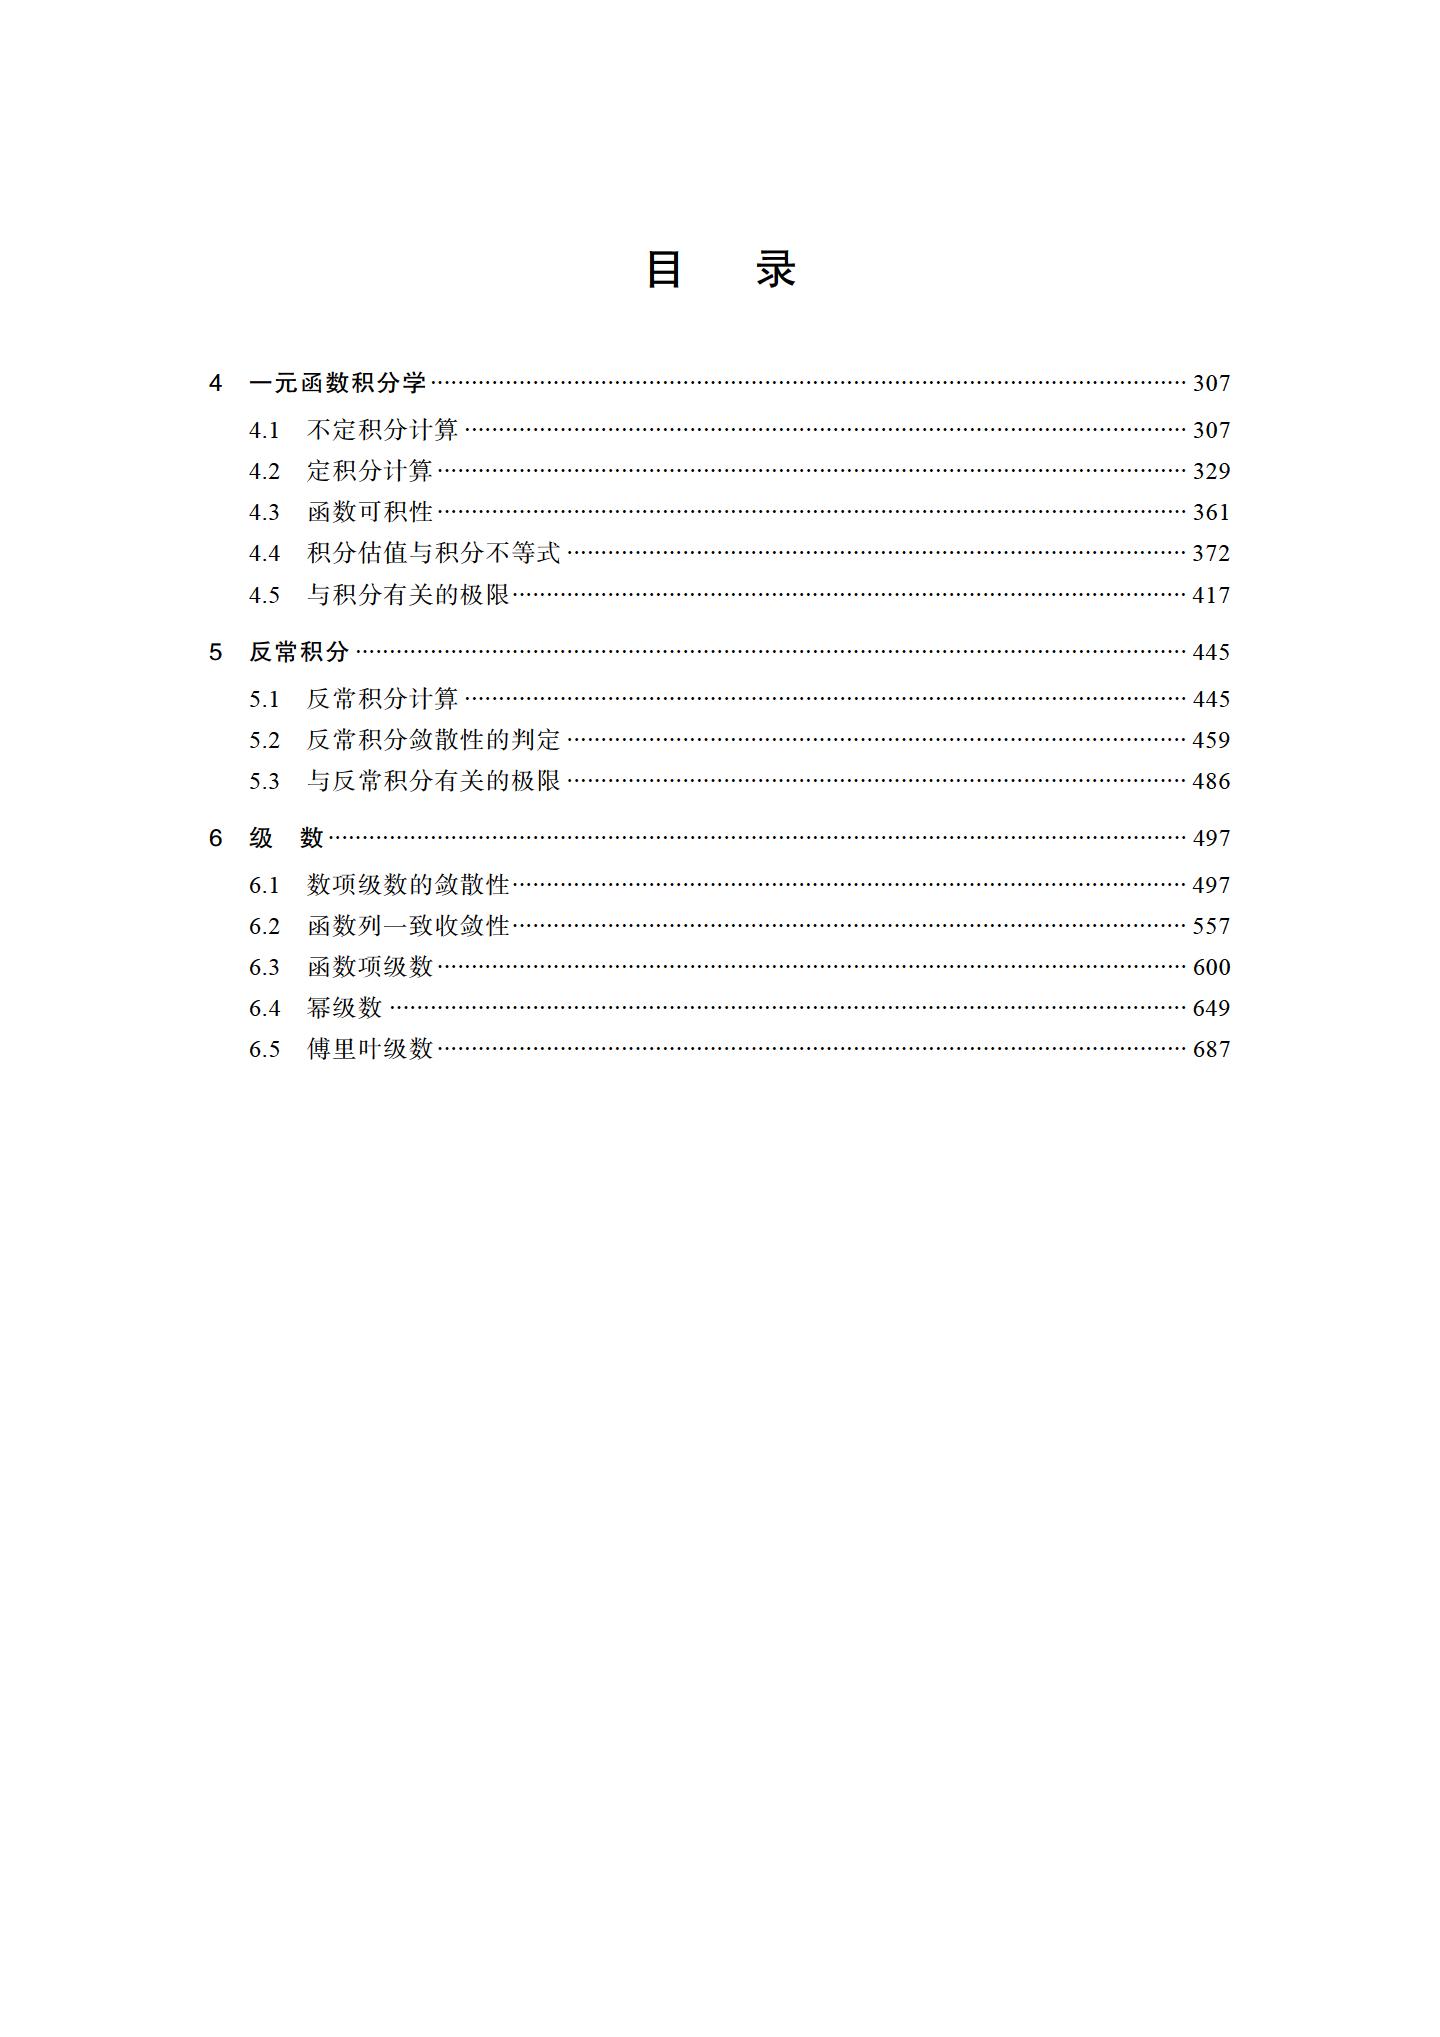 目　录
4　一元函数积分学……307
4.1　不定积分计算……307
4.2　定积分计算……329
4.3　函数可积性……361
4.4　积分估值与积分不等式……372
4.5　与积分有关的极限……417
5　反常积分……445
5.1　反常积分计算……445
5.2　反常积分敛散性的判定……459
5.3　与反常积分有关的极限……486
6　级　数……497
6.1　数项级数的敛散性……497
6.2　函数列一致收敛性……557
6.3　函数项级数……600
6.4　幂级数……649
6.5　傅里叶级数……687